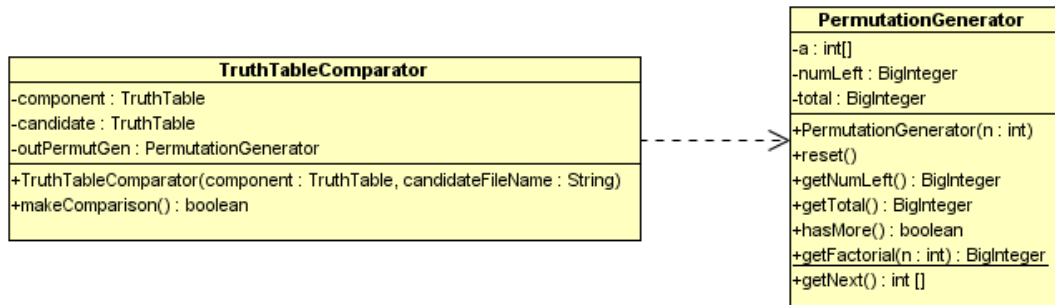 TruthTableComparator
-component : TruthTable
-candidate : TruthTable
-outPermutGen : PermutationGenerator
+TruthTableComparator(component : TruthTable, candidateFileName : String)
+makeComparison() : boolean
PermutationGenerator
-a : int[]
-numLeft : BigInteger
-total : BigInteger
+PermutationGenerator(n : int)
+reset()
+getNumLeft() : BigInteger
+getTotal() : BigInteger
+hasMore() : boolean
+getFactorial(n : int) : BigInteger
+getNext() : int []